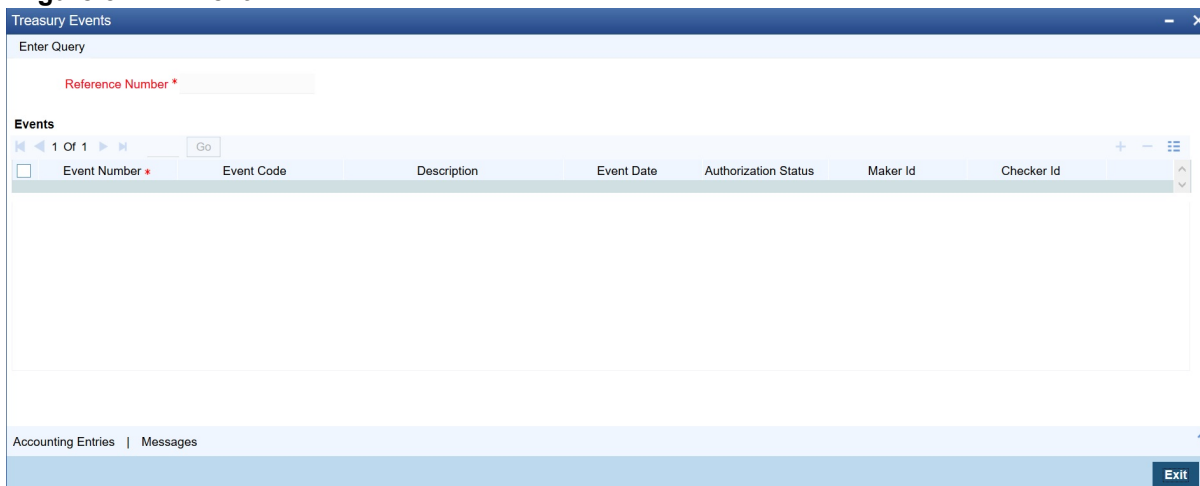 Treasury Events
Enter Query
Reference Number *
Events
1 Of 1 Go
Event Number * Event Code Description Event Date Authorization Status Maker Id Checker Id
Accounting Entries | Messages
Exit